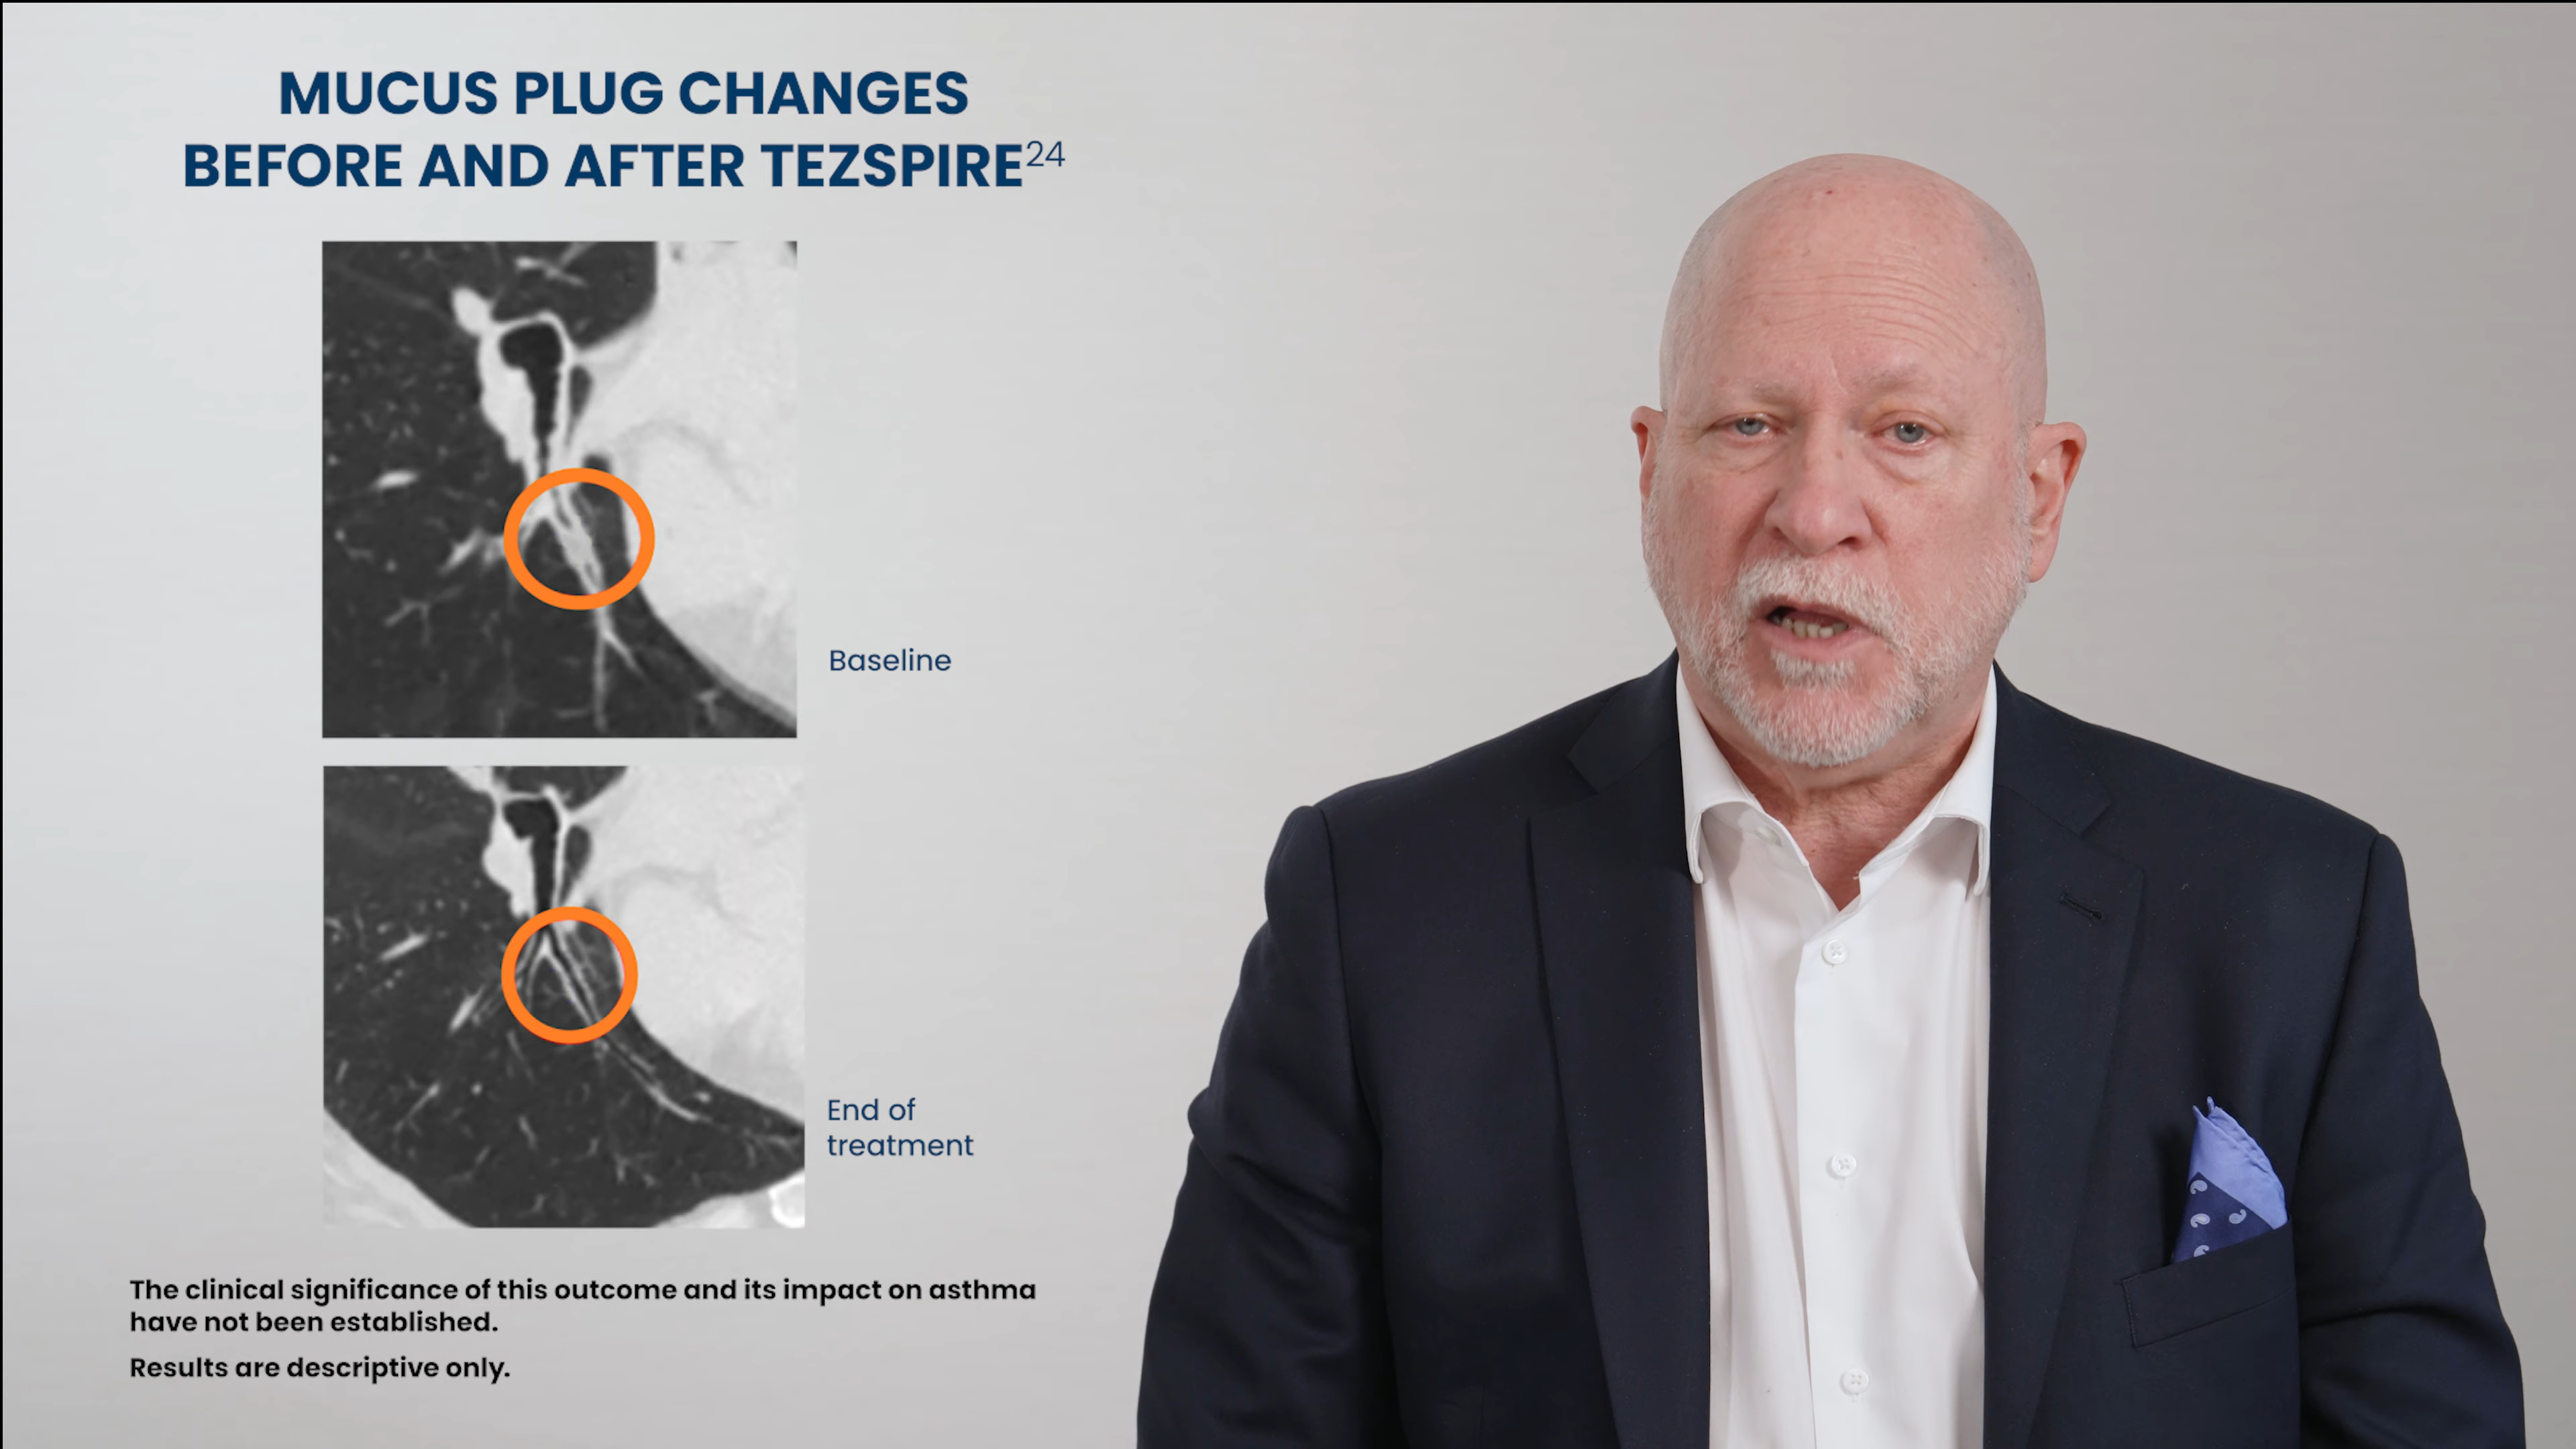 MUCUS PLUG CHANGES
BEFORE AND AFTER TEZSPIRE24
Baseline
End of
treatment
The clinical significance of this outcome and its impact on asthma
have not been established.
Results are descriptive only.